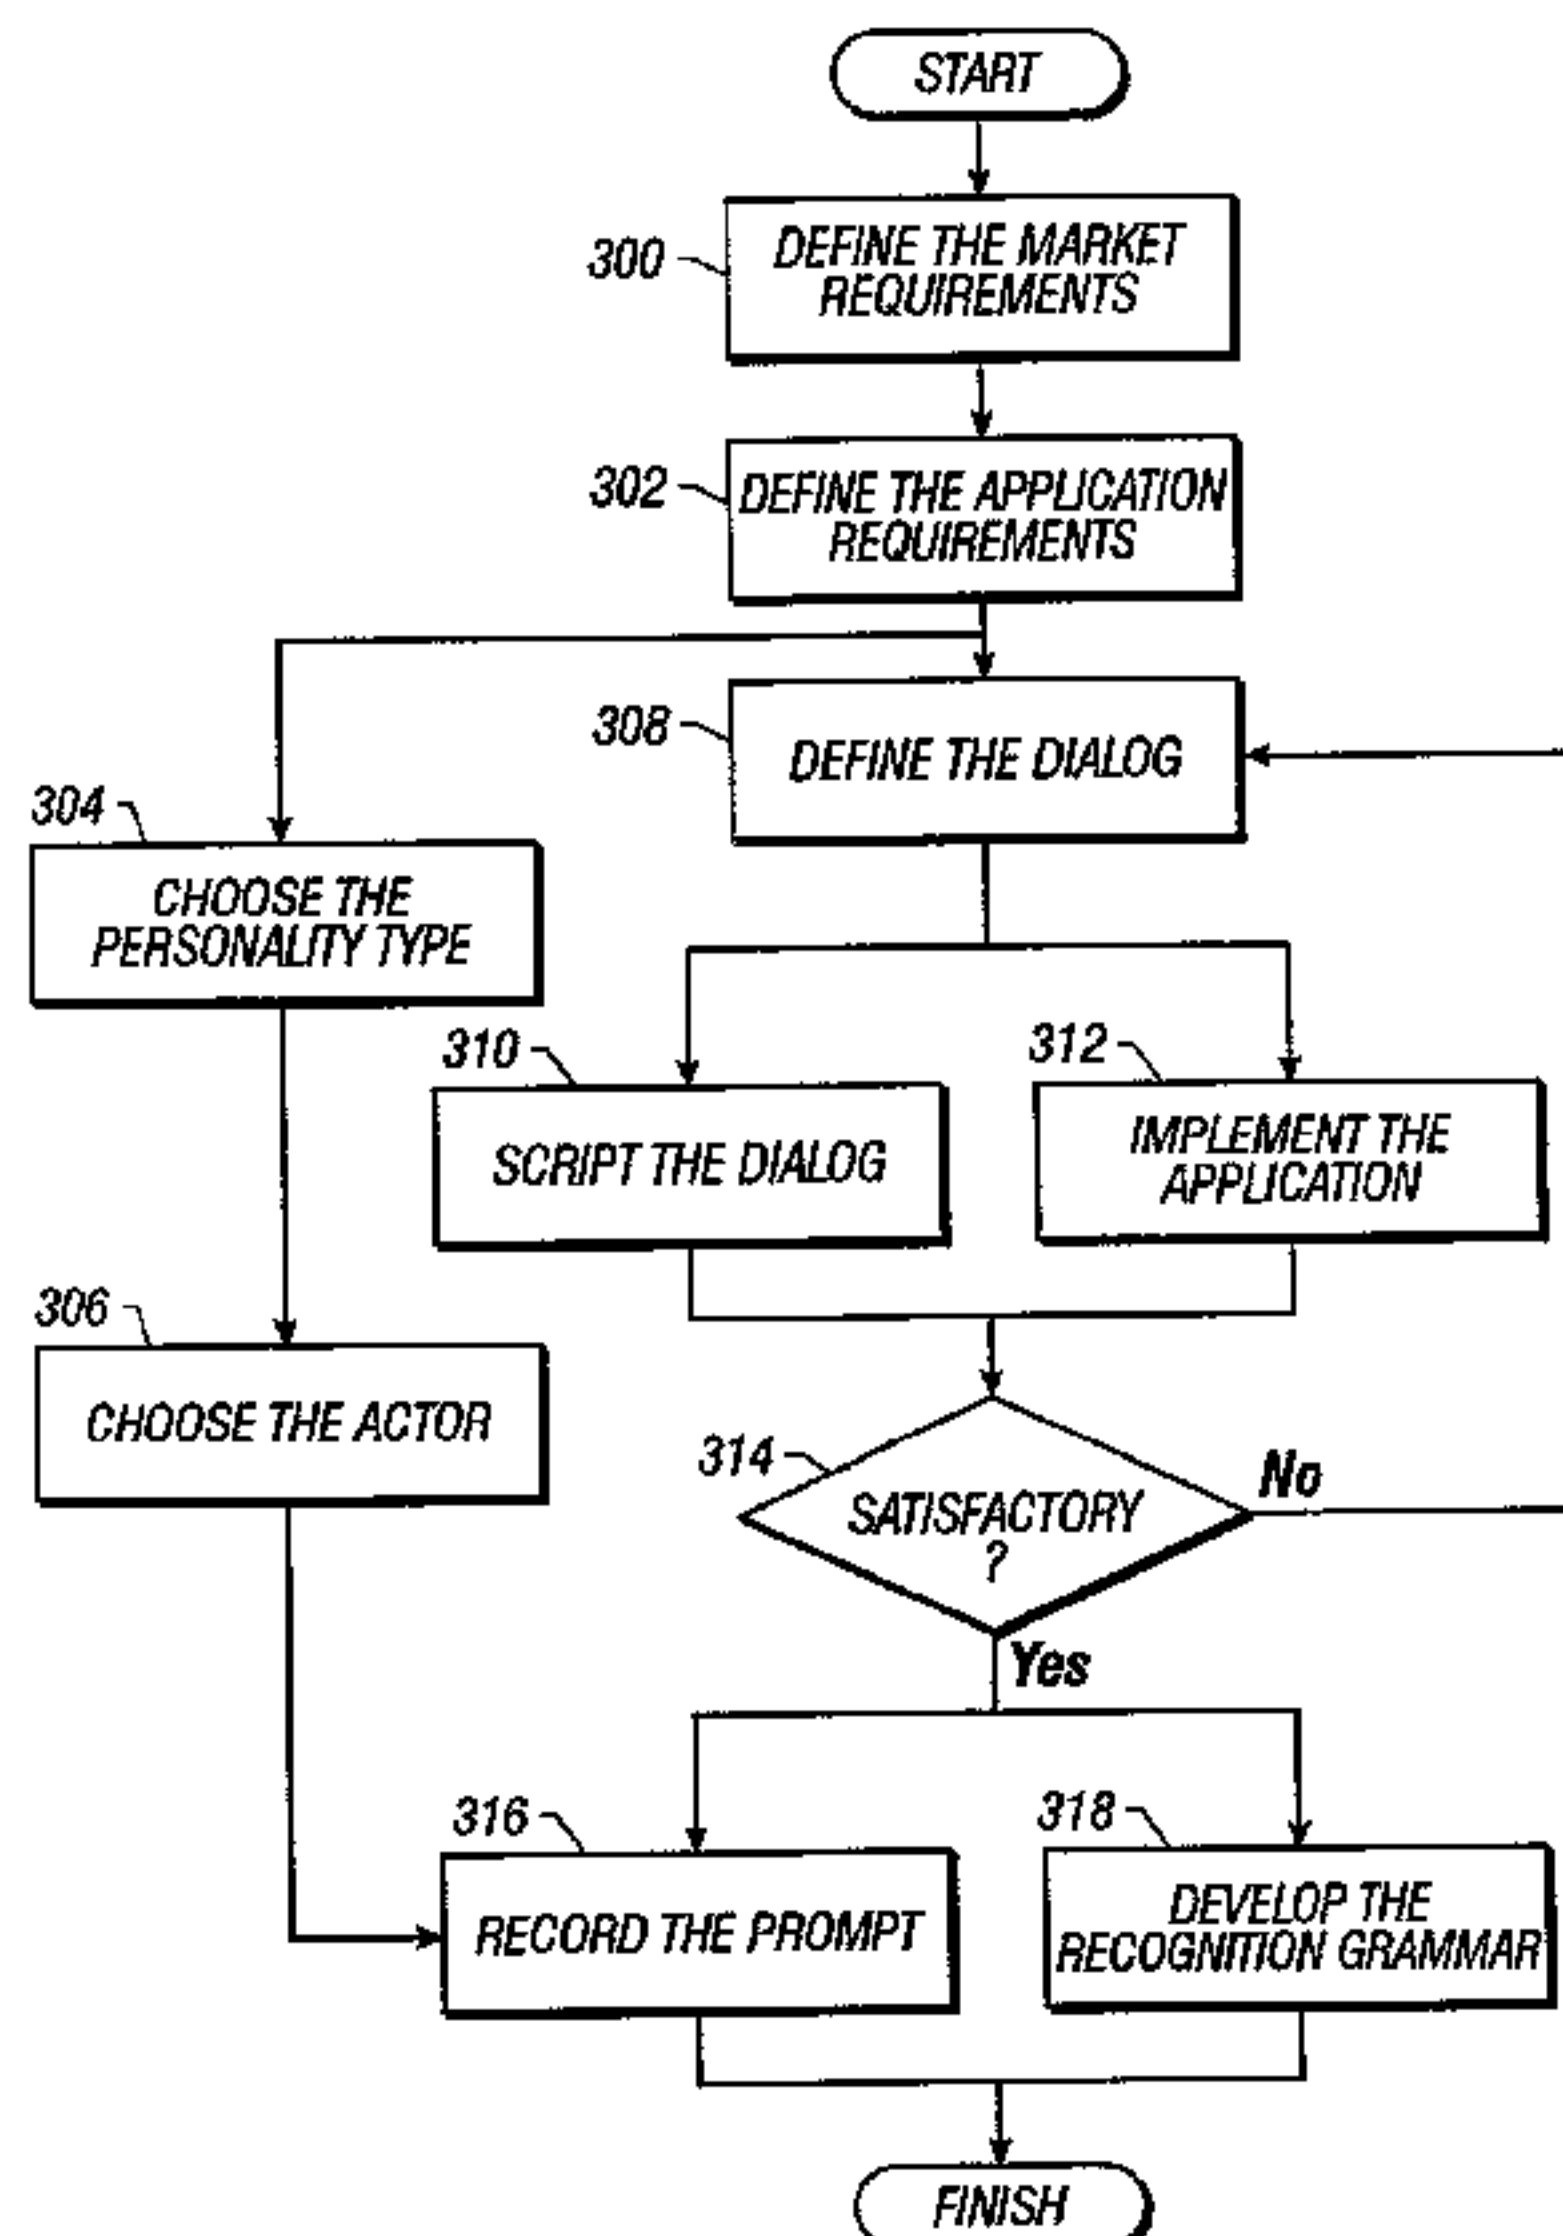 START
300
DEFINE THE MARKET
REQUIREMENTS
302
DEFINE THE APPLICATION
REQUIREMENTS
308
DEFINE THE DIALOG
304
CHOOSE THE
PERSONALITY TYPE
310
SCRIPT THE DIALOG
312
IMPLEMENT THE
APPLICATION
306
CHOOSE THE ACTOR
314
SATISFACTORY
?
No
Yes
316
RECORD THE PROMPT
318
DEVELOP THE
RECOGNITION GRAMMAR
FINISH